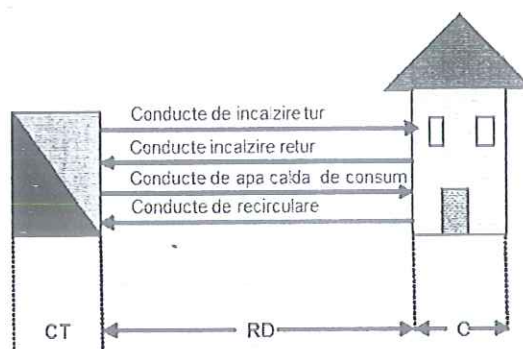 Conducte de incalzire tur
Conducte incalzire retur
Conducte de apa calda de consum
Conducte de recirculare
CT
RD
C